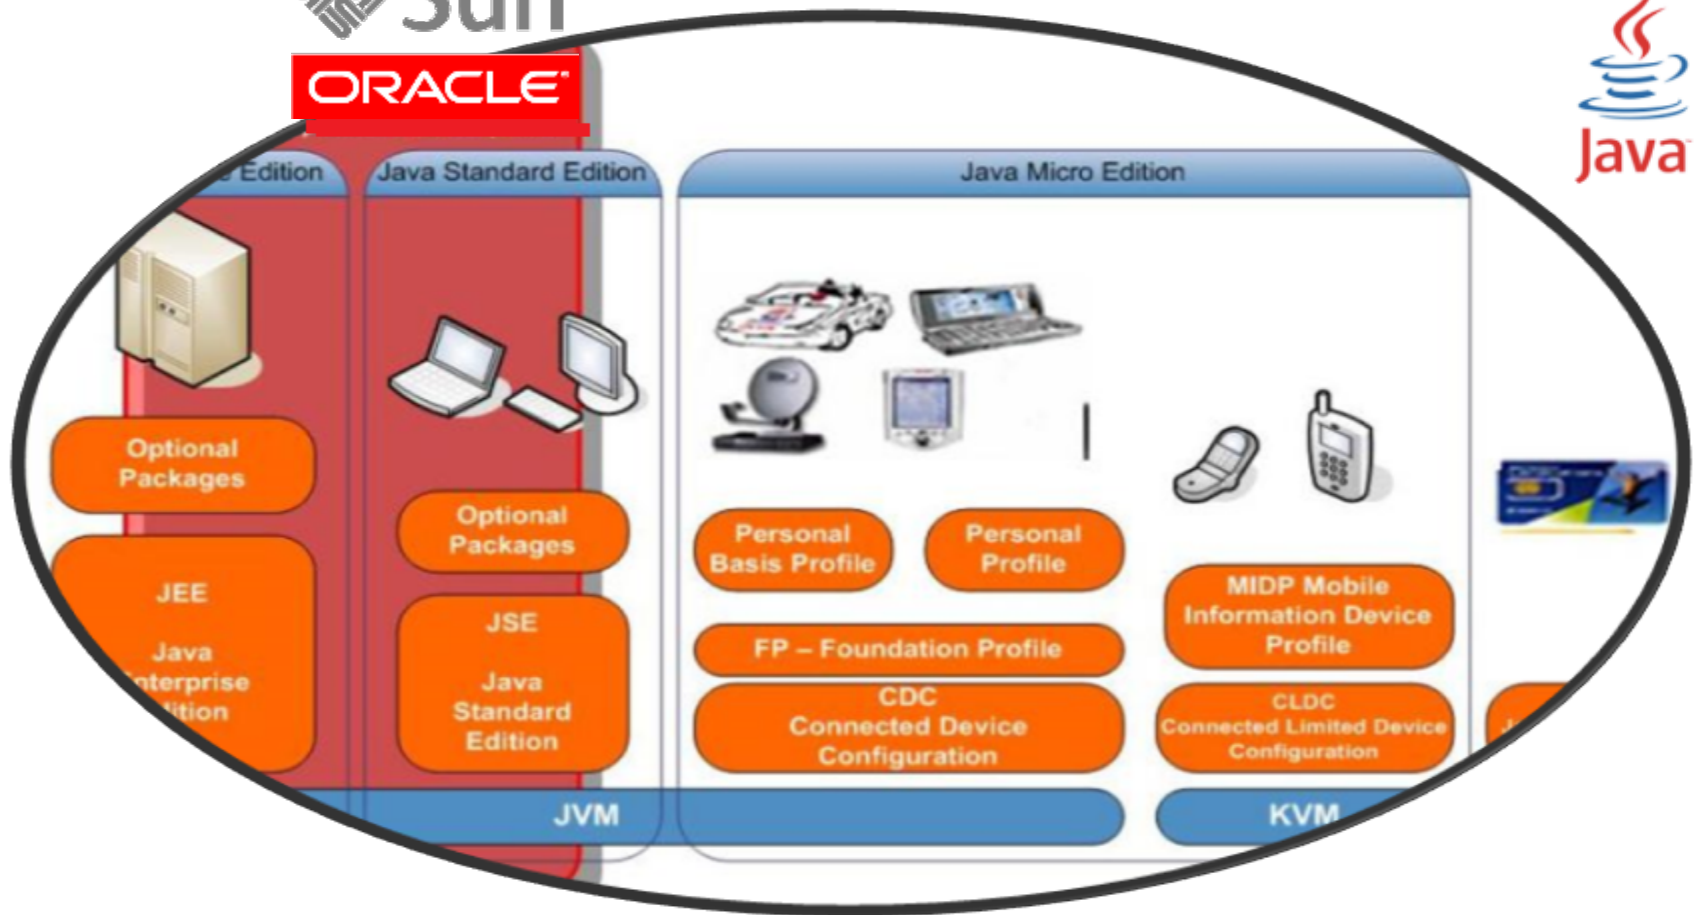 Sun
ORACLE
Java
Edition
Java Standard Edition
Java Micro Edition
Optional
Packages
JEE
Java
Optional
Packages
JSE
Java
Standard
Edition
Personal
Basis Profile
Personal
Profile
FP – Foundation Profile
CDC
Connected Device
Configuration
MIDP Mobile
Information Device
Profile
CLDC
Connected Limited Device
Configuration
JVM
KVM